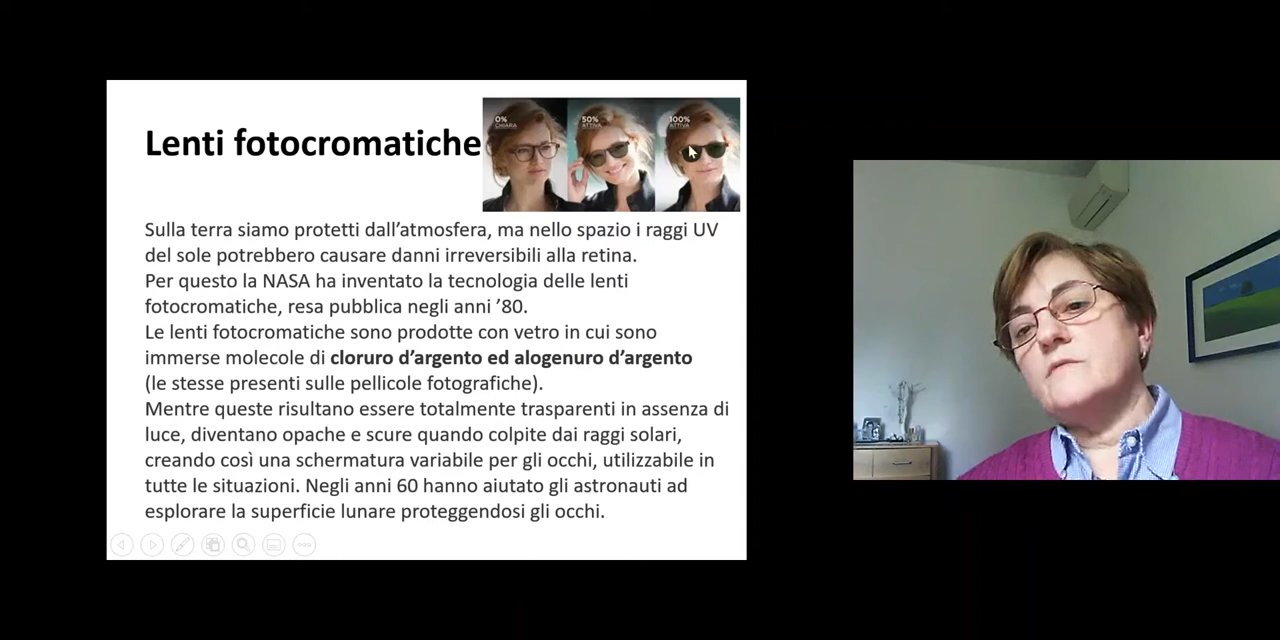 Lenti fotocromatiche
0%
CHIARA
50%
ATTIVA
100%
ATTIVA
Sulla terra siamo protetti dall'atmosfera, ma nello spazio i raggi UV
del sole potrebbero causare danni irreversibili alla retina.
Per questo la NASA ha inventato la tecnologia delle lenti
fotocromatiche, resa pubblica negli anni '80.
Le lenti fotocromatiche sono prodotte con vetro in cui sono
immerse molecole di cloruro d'argento ed alogenuro d'argento
(le stesse presenti sulle pellicole fotografiche).
Mentre queste risultano essere totalmente trasparenti in assenza di
luce, diventano opache e scure quando colpite dai raggi solari,
creando così una schermatura variabile per gli occhi, utilizzabile in
tutte le situazioni. Negli anni 60 hanno aiutato gli astronauti ad
esplorare la superficie lunare proteggendosi gli occhi.